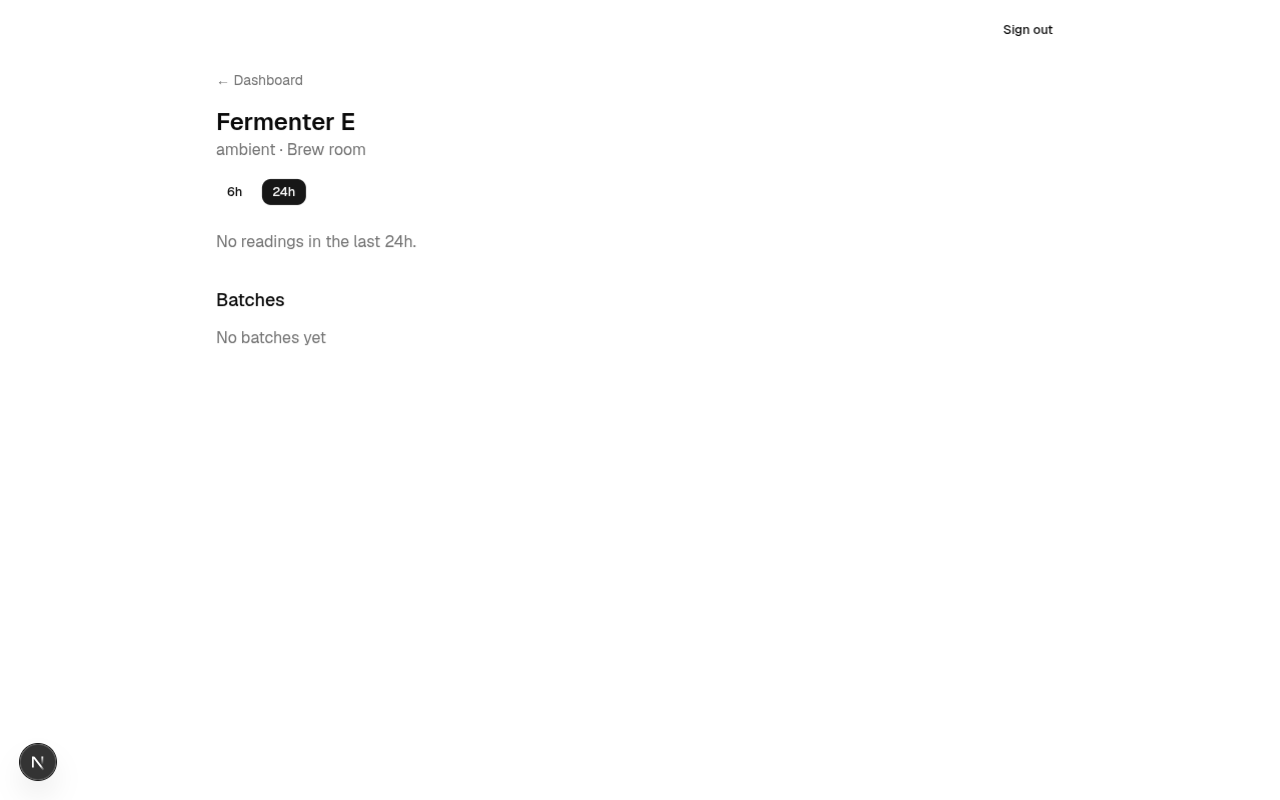 Sign out
← Dashboard
Fermenter E
ambient · Brew room
6h 24h
No readings in the last 24h.
Batches
No batches yet
N